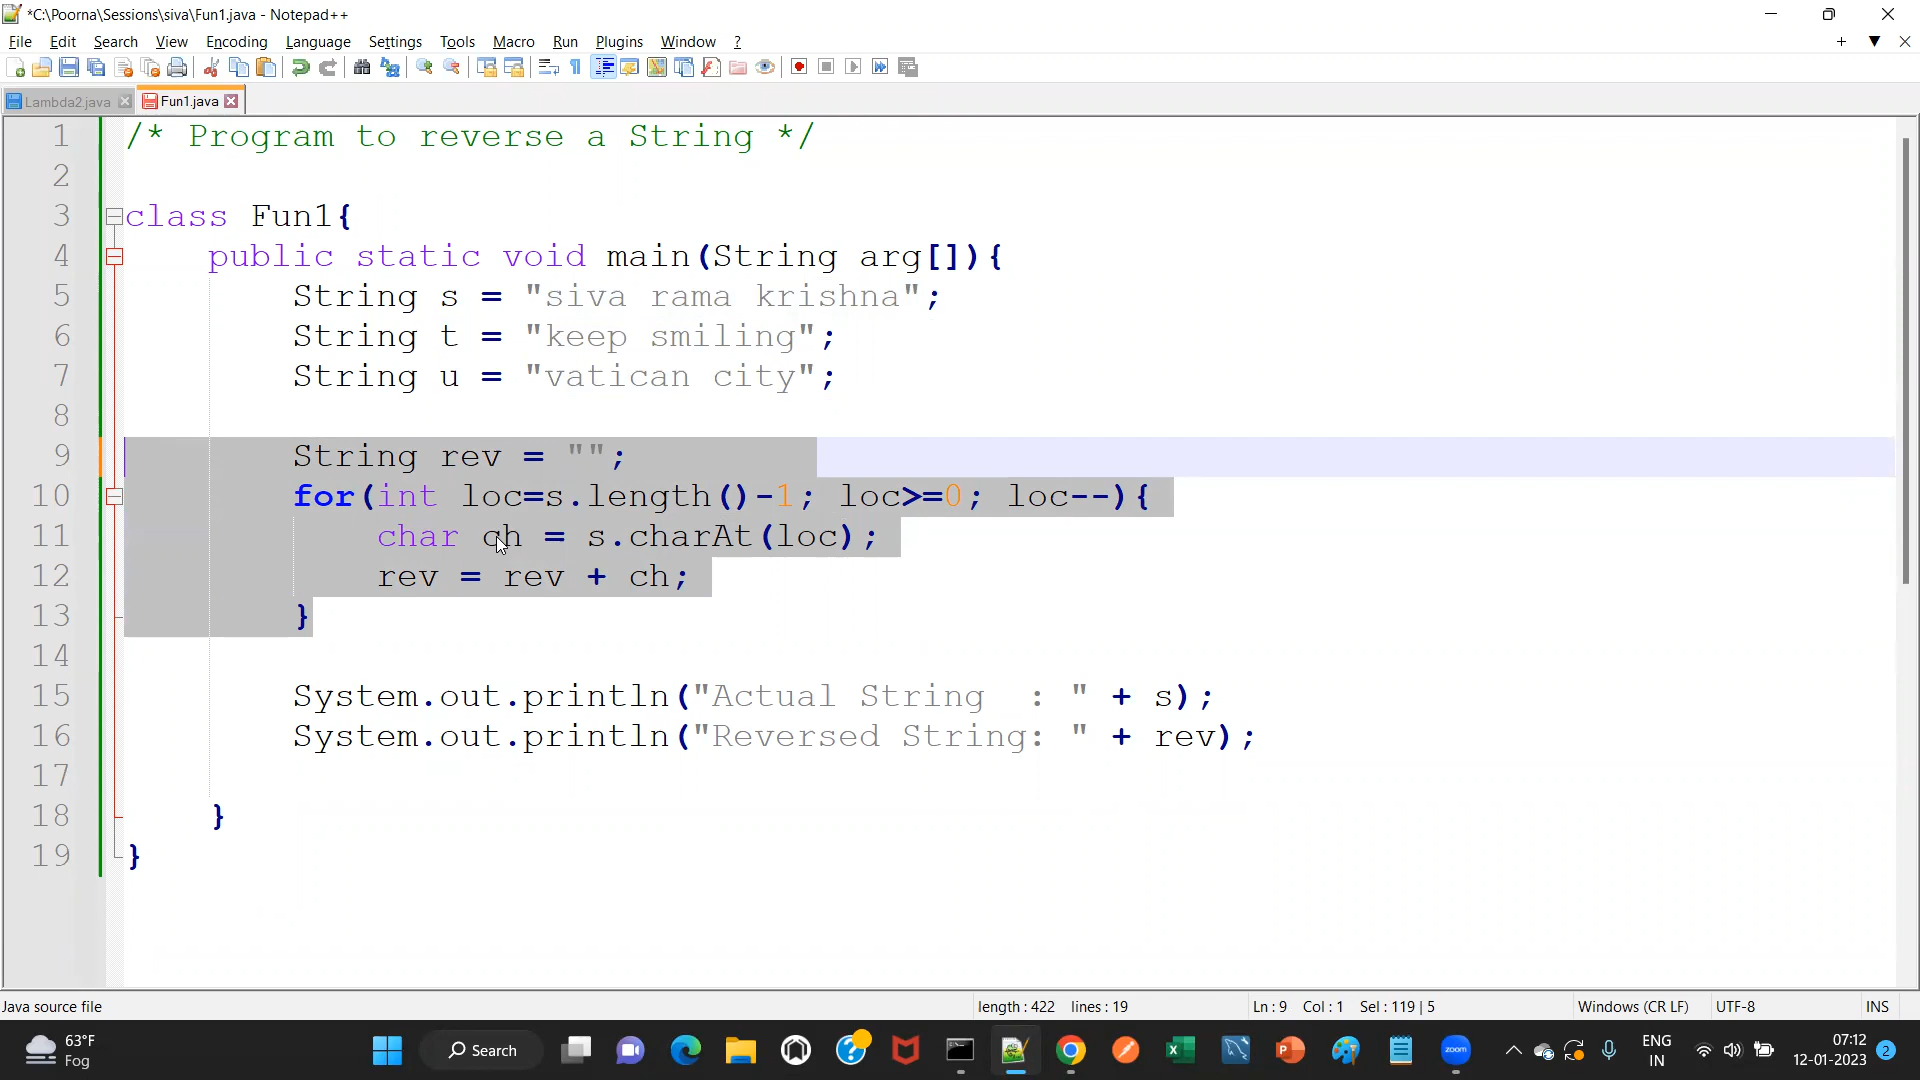 *C:\Poorna\Sessions\siva\Fun1.java - Notepad++
File Edit Search View Encoding Language Settings Tools Macro Run Plugins Window ?
Lambda2.java Fun1.java
1 /* Program to reverse a String */
2
3 class Fun1{
4 public static void main(String arg[]){
5 String s = "siva rama krishna";
6 String t = "keep smiling";
7 String u = "vatican city";
8
9 String rev = "";
10 for(int loc=s.length()-1; loc>=0; loc--){
11 char ch = s.charAt(loc);
12 rev = rev + ch;
13 }
14
15 System.out.println("Actual String  : " + s);
16 System.out.println("Reversed String: " + rev);
17
18 }
19 }
Java source file length : 422 lines : 19 Ln : 9 Col : 1 Sel : 119 | 5 Windows (CR LF) UTF-8 INS
63°F
Fog
Search
zoom
ENG
IN
07:12
12-01-2023
2